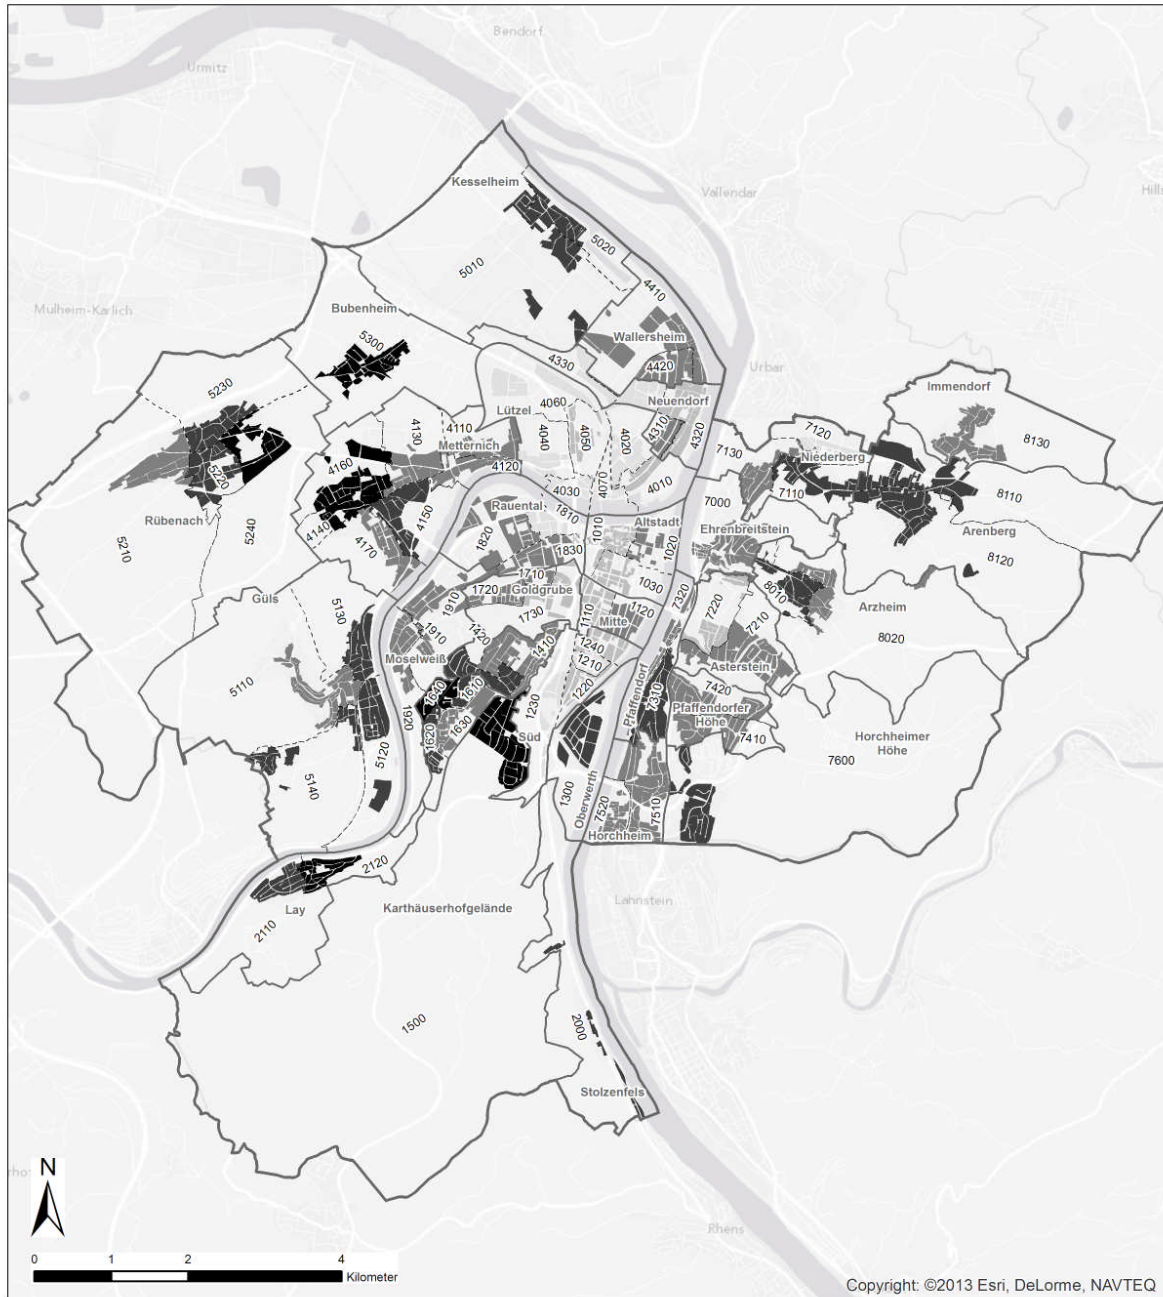 Bendorf
Urmitz
Kesselheim
Vallendar
5020
5010
4410
Mulheim-Karlich
Bubenheim
5300
Wallersheim
4330
4420
Urbar
5230
Immendorf
Neuendorf
4060
Lützel
4110
4130
Metternich
4040
4050
4020
4310
4320
7120
8130
7130
Niederberg
4160
4120
5220
4070
4010
4030
7110
8110
7000
Rübenach
Rauental
1810
Altstadt
4140
4150
5240
5210
4170
1820
1010
1020
Ehrenbreitstein
Arenberg
1830
8120
1710
1720
Goldgrube
1030
7320
8010
Güls
5130
1910
7220
Arzheim
1730
1110
1120
Mitte
7210
8020
1910
1420
1410
1240
Moselweiß
1210
Asterstein
5110
1640
1610
1220
Pfaffendorf
7310
7420
1230
Pfaffendorfer
Höhe
1920
1620
1630
Süd
7410
Horchheimer
Höhe
5120
7600
5140
1300
Oberwerth
7520
7510
Horchheim
2120
Lay
Karthäuserhofgelände
Lahnstein
2110
1500
2000
Stolzenfels
N
Rhens
0 1 2 4
Kilometer
Copyright: ©2013 Esri, DeLorme, NAVTEQ